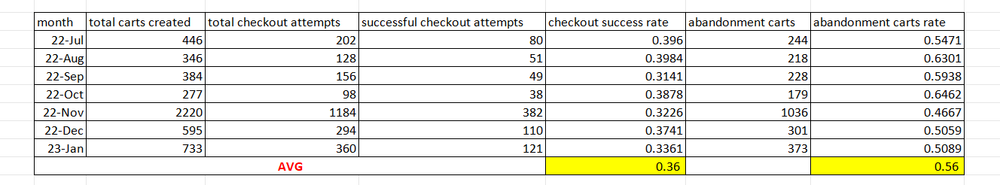 month total carts created total checkout attempts successful checkout attempts checkout success rate abandonment carts abandonment carts rate
22-Jul 446 202 80 0.396 244 0.5471
22-Aug 346 128 51 0.3984 218 0.6301
22-Sep 384 156 49 0.3141 228 0.5938
22-Oct 277 98 38 0.3878 179 0.6462
22-Nov 2220 1184 382 0.3226 1036 0.4667
22-Dec 595 294 110 0.3741 301 0.5059
23-Jan 733 360 121 0.3361 373 0.5089
AVG 0.36 0.56